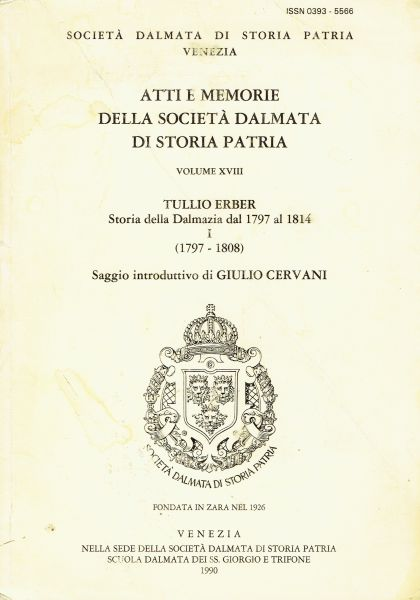 ISSN 0393 - 5566
SOCIETÀ DALMATA DI STORIA PATRIA
VENEZIA
ATTI E MEMORIE
DELLA SOCIETÀ DALMATA
DI STORIA PATRIA
VOLUME XVIII
TULLIO ERBER
Storia della Dalmazia dal 1797 al 1814
I
(1797 - 1808)
Saggio introduttivo di GIULIO CERVANI
SOCIETÀ DALMATA DI STORIA PATRIA
FONDATA IN ZARA NEL 1926
VENEZIA
NELLA SEDE DELLA SOCIETÀ DALMATA DI STORIA PATRIA
SCUOLA DALMATA DEI SS. GIORGIO E TRIFONE
1990